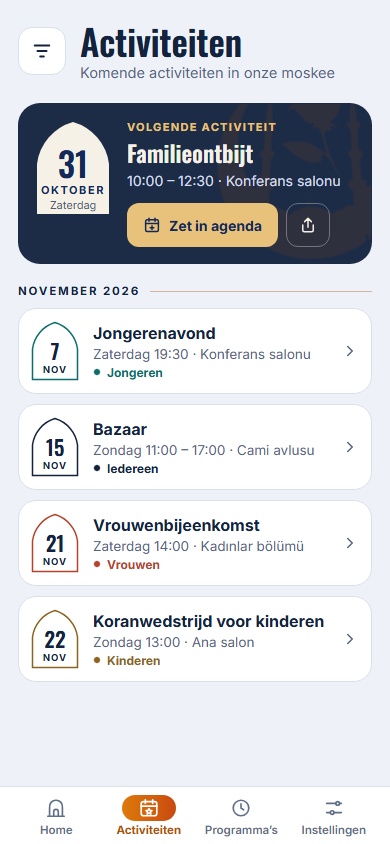 Activiteiten
Komende activiteiten in onze moskee
31
OKTOBER
Zaterdag
VOLGENDE ACTIVITEIT
Familieontbijt
10:00 – 12:30 · Konferans salonu
Zet in agenda
NOVEMBER 2026
7
NOV
Jongerenavond
Zaterdag 19:30 · Konferans salonu
Jongeren
15
NOV
Bazaar
Zondag 11:00 – 17:00 · Cami avlusu
Iedereen
21
NOV
Vrouwenbijeenkomst
Zaterdag 14:00 · Kadınlar bölümü
Vrouwen
22
NOV
Koranwedstrijd voor kinderen
Zondag 13:00 · Ana salon
Kinderen
Home
Activiteiten
Programma's
Instellingen